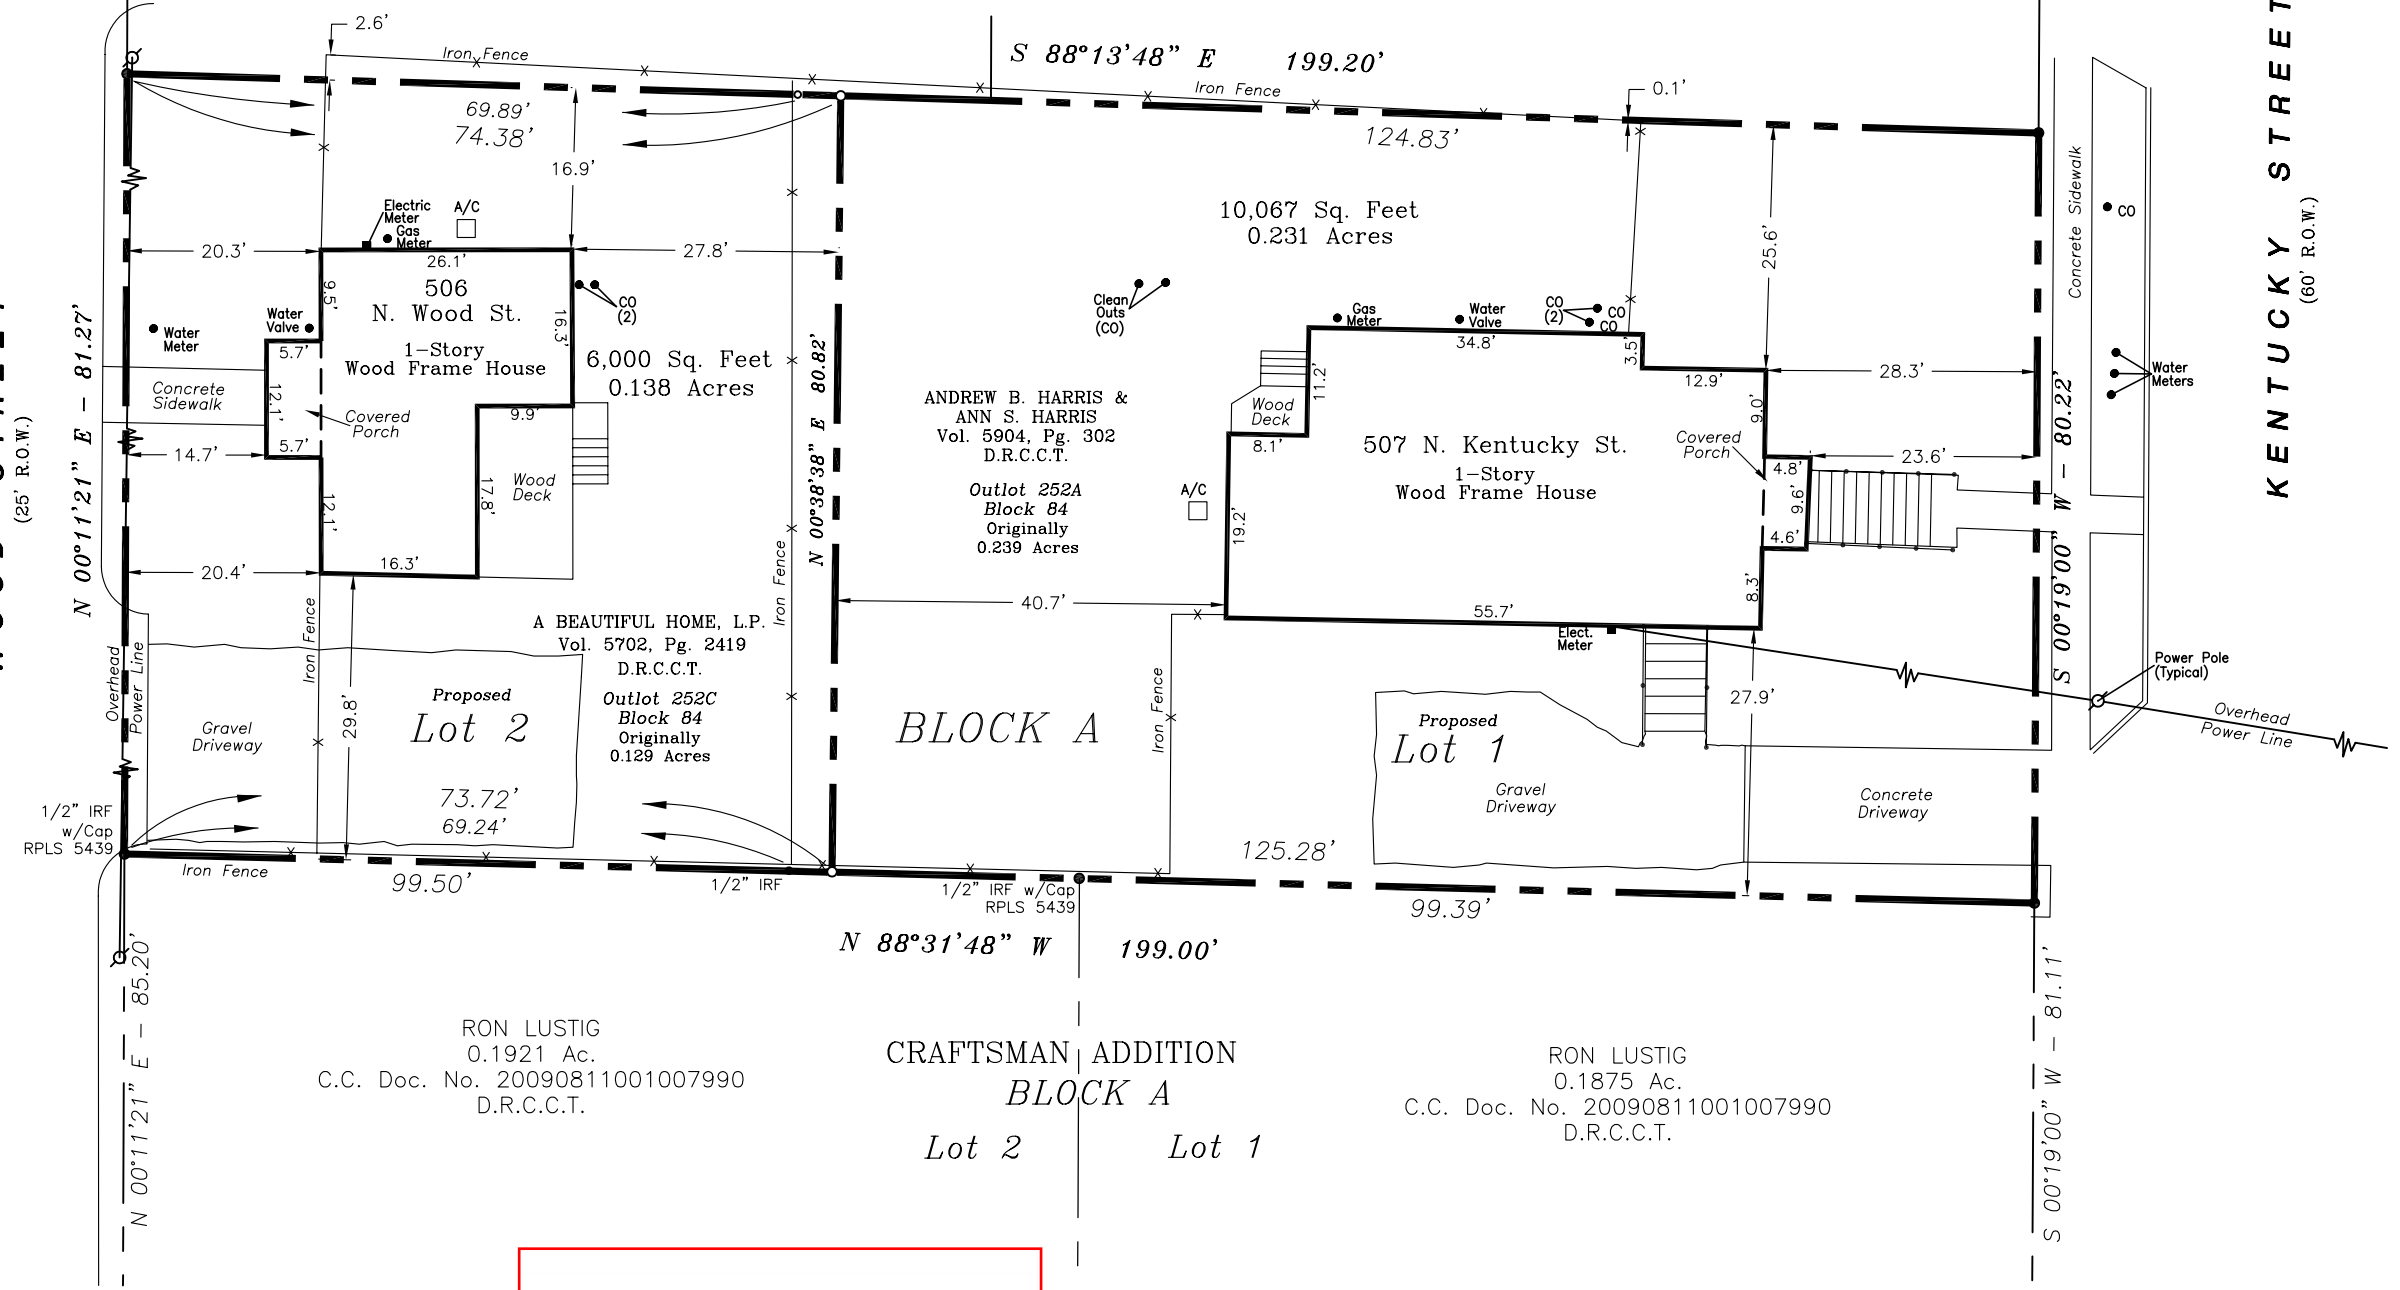 2.6'
Iron Fence
S 88°13'48" E 199.20'
Iron Fence
0.1'
69.89'
74.38'
124.83'
16.9'
Electric
Meter
Gas
Meter
A/C
20.3'
26.1'
27.8'
506
N. Wood St.
1-Story
Wood Frame House
9.5'
16.3'
CO
(2)
Water
Meter
Water
Valve
5.7'
12.1'
5.7'
Covered
Porch
Concrete
Sidewalk
14.7'
9.9'
17.8'
Wood
Deck
12.1'
16.3'
20.4'
6,000 Sq. Feet
0.138 Acres
N 00°11'21" E - 81.27'
(25' R.O.W.)
N 00°38'38" E 80.82'
Iron Fence
Iron Fence
29.8'
A BEAUTIFUL HOME, L.P.
Vol. 5702, Pg. 2419
D.R.C.C.T.
Outlot 252C
Block 84
Originally
0.129 Acres
Proposed
Lot 2
Gravel
Driveway
Overhead
Power Line
1/2" IRF
w/Cap
RPLS 5439
73.72'
69.24'
Iron Fence
99.50'
1/2" IRF
1/2" IRF w/Cap
RPLS 5439
10,067 Sq. Feet
0.231 Acres
Clean
Outs
(CO)
Gas
Meter
Water
Valve
CO
(2)
CO
CO
34.8'
3.5'
12.9'
25.6'
28.3'
11.2'
Wood
Deck
8.1'
19.2'
A/C
ANDREW B. HARRIS &
ANN S. HARRIS
Vol. 5904, Pg. 302
D.R.C.C.T.
Outlot 252A
Block 84
Originally
0.239 Acres
507 N. Kentucky St.
1-Story
Wood Frame House
Covered
Porch
9.0'
4.8'
9.6'
4.6'
8.3'
23.6'
40.7'
55.7'
Elect.
Meter
27.9'
Iron Fence
BLOCK A
Proposed
Lot 1
Gravel
Driveway
Concrete
Driveway
125.28'
99.39'
N 88°31'48" W 199.00'
S 00°19'00" W - 80.22'
Concrete Sidewalk
CO
Water
Meters
Power Pole
(Typical)
Overhead
Power Line
KENTUCKY STREET
(60' R.O.W.)
N 00°11'21" E - 85.20'
RON LUSTIG
0.1921 Ac.
C.C. Doc. No. 20090811001007990
D.R.C.C.T.
CRAFTSMAN ADDITION
BLOCK A
Lot 2 Lot 1
RON LUSTIG
0.1875 Ac.
C.C. Doc. No. 20090811001007990
D.R.C.C.T.
S 00°19'00" W - 81.11'